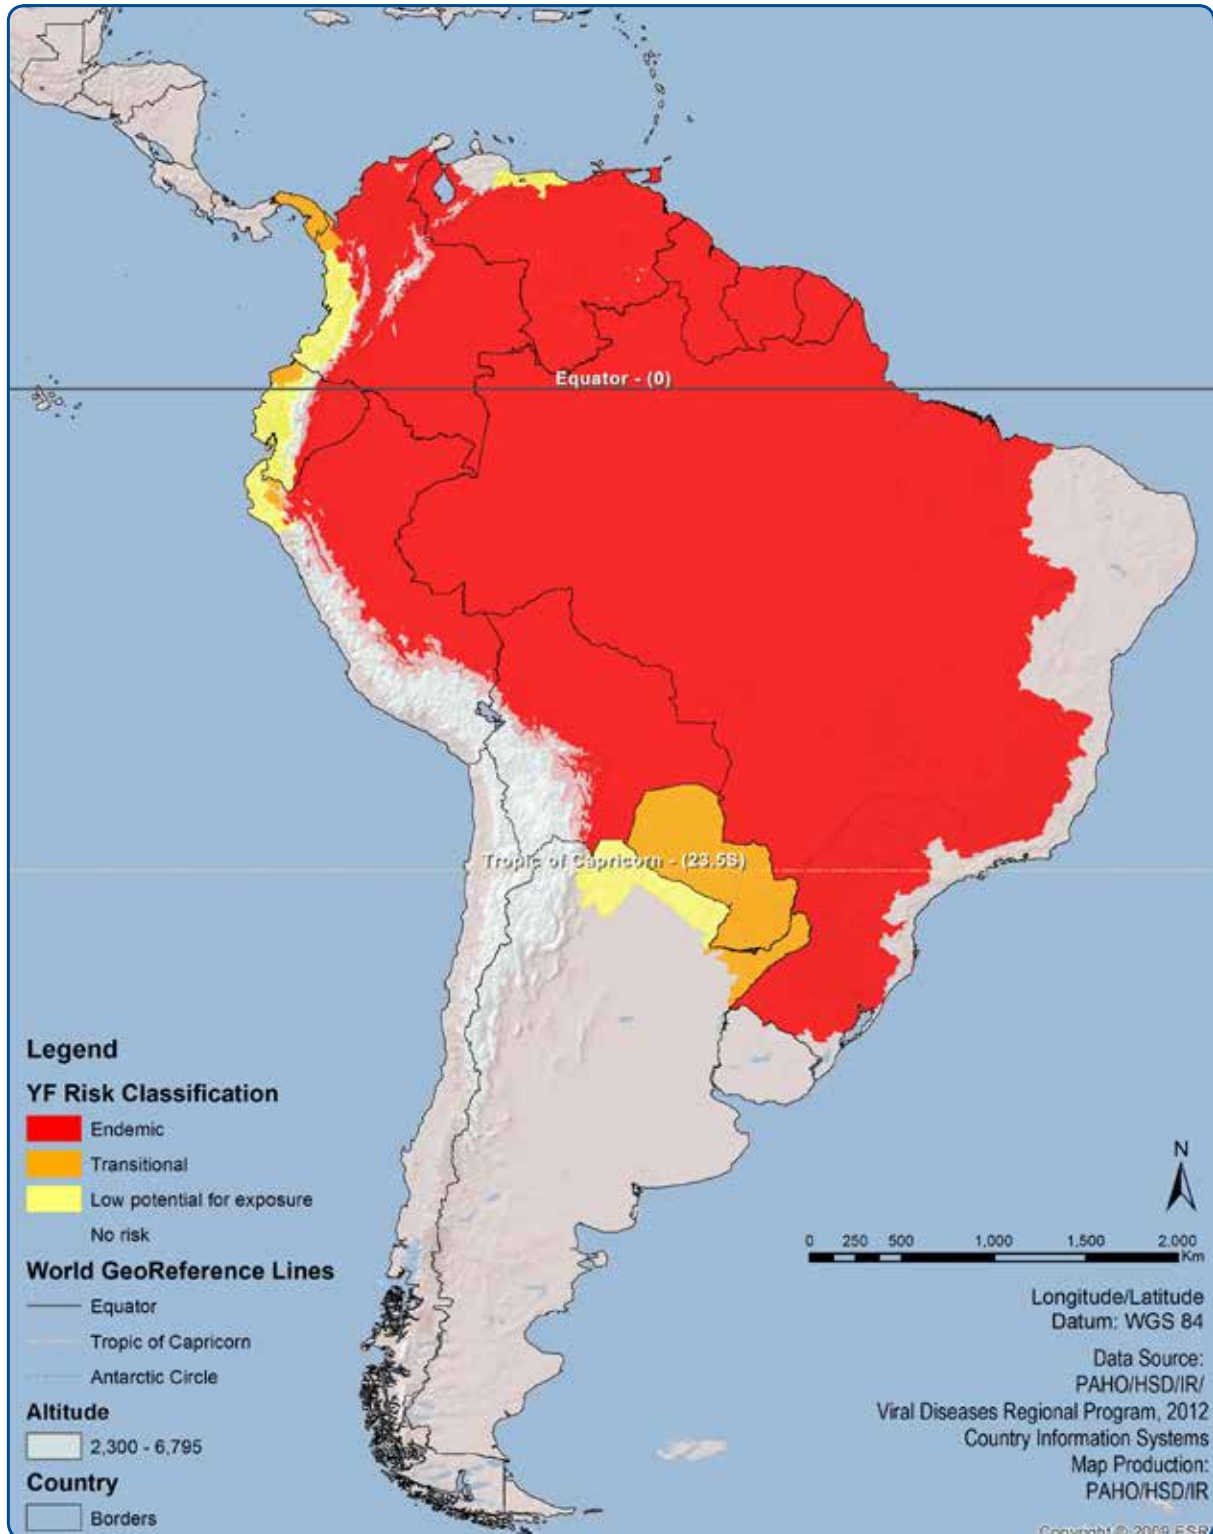 Equator - (0)
Tropic of Capricorn - (23.5S)
Legend
YF Risk Classification
Endemic
Transitional
Low potential for exposure
No risk
World GeoReference Lines
Equator
Tropic of Capricorn
Antarctic Circle
Altitude
2,300 - 6,795
Country
Borders
N
0 250 500 1,000 1,500 2.000
Km
Longitude/Latitude
Datum: WGS 84
Data Source:
PAHO/HSD/IR/
Viral Diseases Regional Program, 2012
Country Information Systems
Map Production:
PAHO/HSD/IR
Copyright © 2009 ESRI